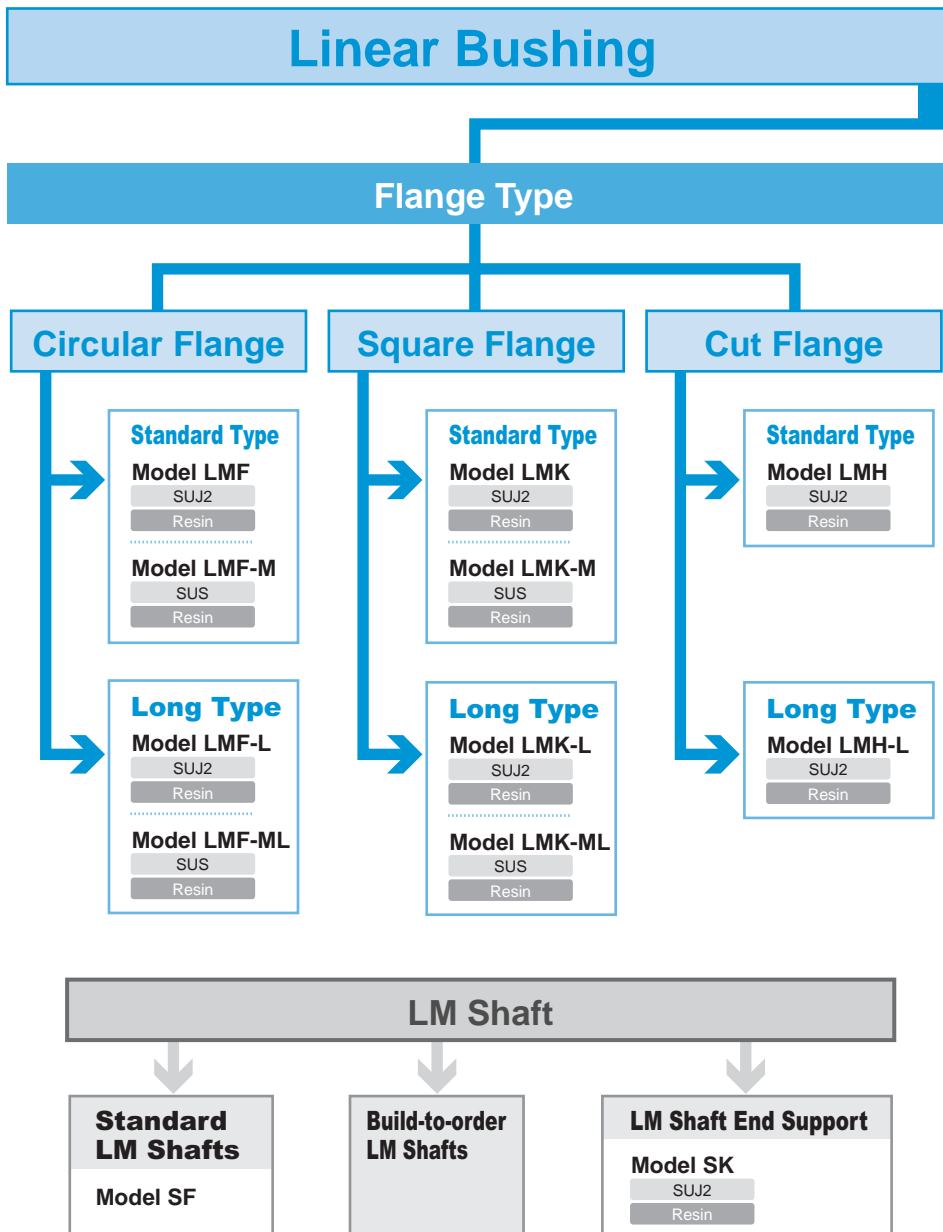 Linear Bushing
Flange Type
Circular Flange
Standard Type
Model LMF
SUJ2
Resin
Model LMF-M
SUS
Resin
Long Type
Model LMF-L
SUJ2
Resin
Model LMF-ML
SUS
Resin
Square Flange
Standard Type
Model LMK
SUJ2
Resin
Model LMK-M
SUS
Resin
Long Type
Model LMK-L
SUJ2
Resin
Model LMK-ML
SUS
Resin
Cut Flange
Standard Type
Model LMH
SUJ2
Resin
Long Type
Model LMH-L
SUJ2
Resin
LM Shaft
Standard
LM Shafts
Model SF
Build-to-order
LM Shafts
LM Shaft End Support
Model SK
SUJ2
Resin